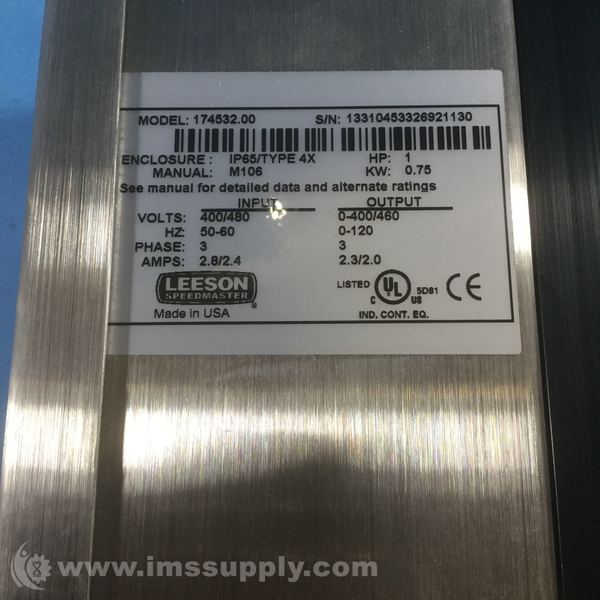 MODEL: 174532.00 S/N: 13310453326921130
ENCLOSURE: IP65/TYPE 4X HP: 1
MANUAL: M106 KW: 0.75
See manual for detailed data and alternate ratings
INPUT OUTPUT
VOLTS: 400/480 0-400/460
HZ: 50-60 0-120
PHASE: 3 3
AMPS: 2.8/2.4 2.3/2.0
LEESON
SPEEDMASTER
®
Made in USA
LISTED C UL US 5D81 CE
®
IND. CONT. EQ.
www.imssupply.com